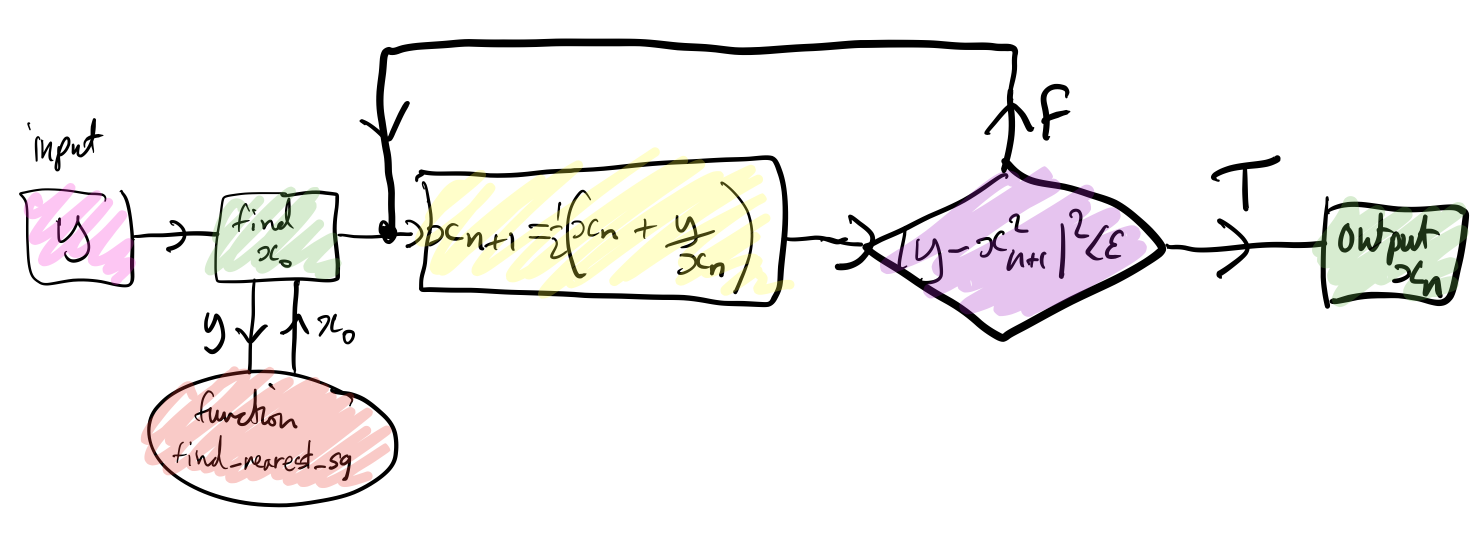 input
y
find
x₀
y
x₀
function
find_nearest_sq
xₙ₊₁ = ½(xₙ + y/xₙ)
|y - x²ₙ₊₁|² < ε
F
T
output
xₙ